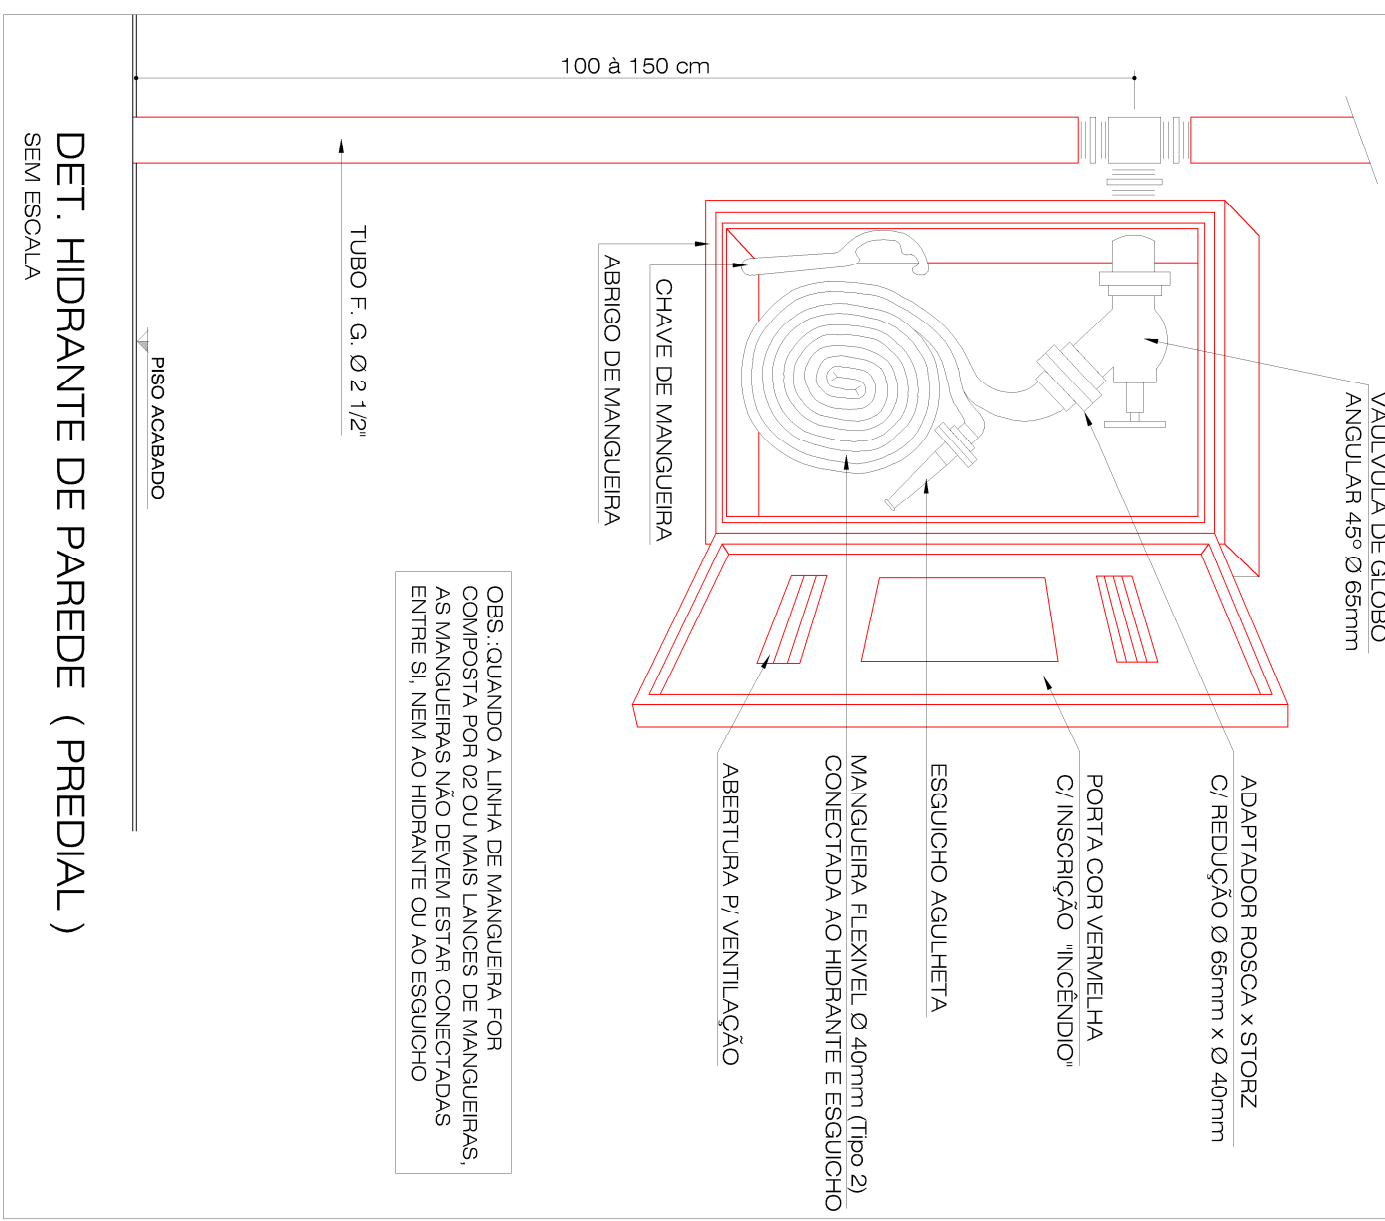 VAÚLVULA DE GLOBO
ANGULAR 45° Ø 65mm
ADAPTADOR ROSCA x STORZ
C/ REDUÇÃO Ø 65mm x Ø 40mm
PORTA COR VERMELHA
C/ INSCRIÇÃO "INCÊNDIO"
ESGUICHO AGULHETA
MANGUEIRA FLEXIVEL Ø 40mm (Tipo 2)
CONECTADA AO HIDRANTE E ESGUICHO
ABERTURA P/ VENTILAÇÃO
100 à 150 cm
CHAVE DE MANGUEIRA
ABRIGO DE MANGUEIRA
OBS.:QUANDO A LINHA DE MANGUEIRA FOR
COMPOSTA POR 02 OU MAIS LANCES DE MANGUEIRAS,
AS MANGUEIRAS NÃO DEVEM ESTAR CONECTADAS
ENTRE SI, NEM AO HIDRANTE OU AO ESGUICHO
TUBO F. G. Ø 2 1/2"
PISO ACABADO
DET. HIDRANTE DE PAREDE ( PREDIAL )
SEM ESCALA